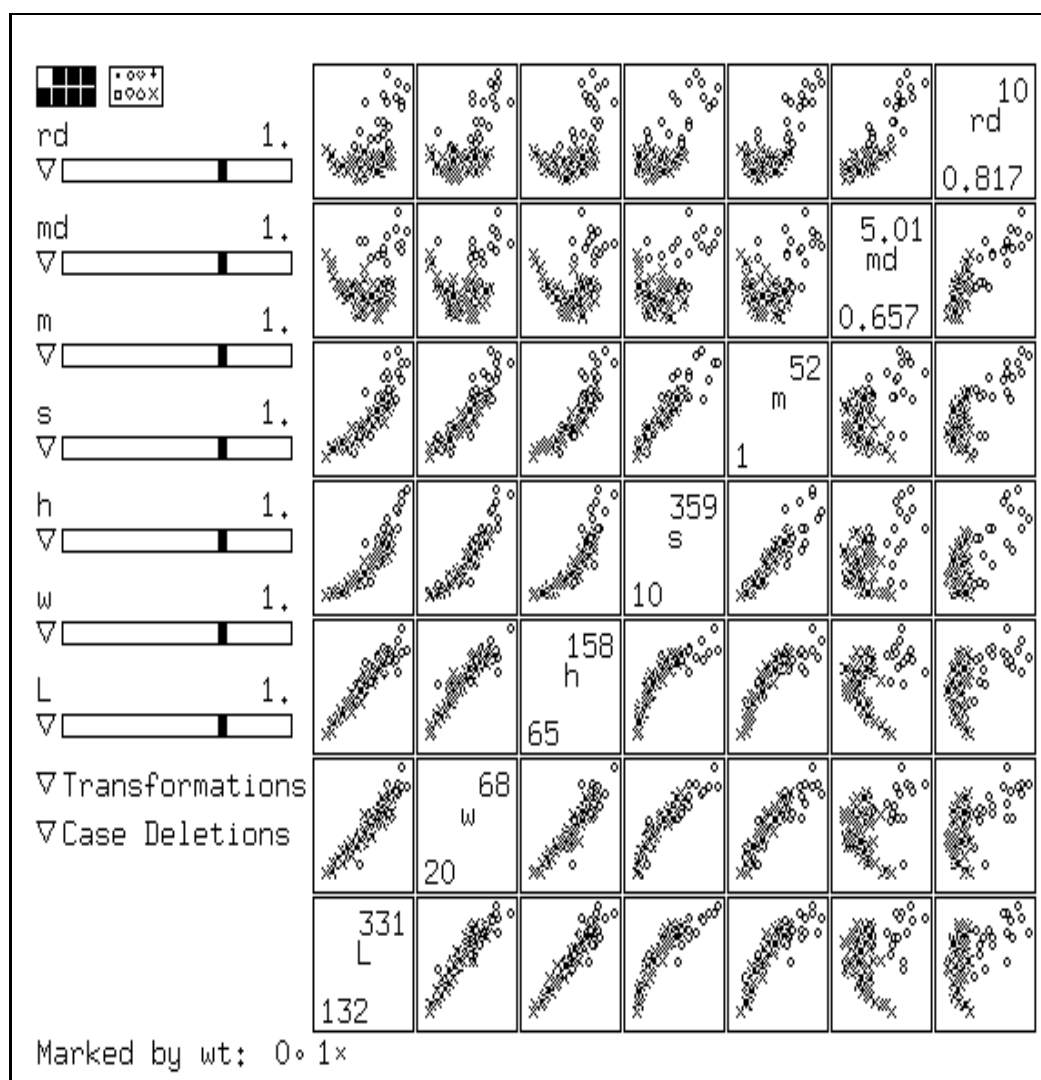 rd 1.
md 1.
m 1.
s 1.
h 1.
w 1.
L 1.
Transformations
Case Deletions
10
rd
0.817
5.01
md
0.657
52
m
1
359
s
10
158
h
65
68
w
20
331
L
132
Marked by wt: 0 1